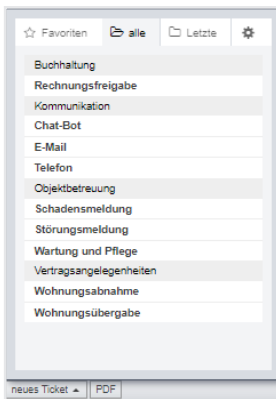 Favoriten alle Letzte
Buchhaltung
Rechnungsfreigabe
Kommunikation
Chat-Bot
E-Mail
Telefon
Objektbetreuung
Schadensmeldung
Störungsmeldung
Wartung und Pflege
Vertragsangelegenheiten
Wohnungsabnahme
Wohnungsübergabe
neues Ticket PDF